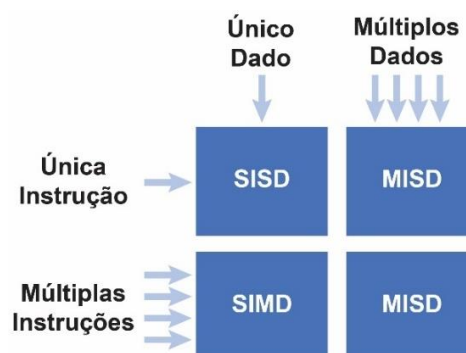 Único
Dado
Múltiplos
Dados
Única
Instrução
SISD
MISD
Múltiplas
Instruções
SIMD
MISD